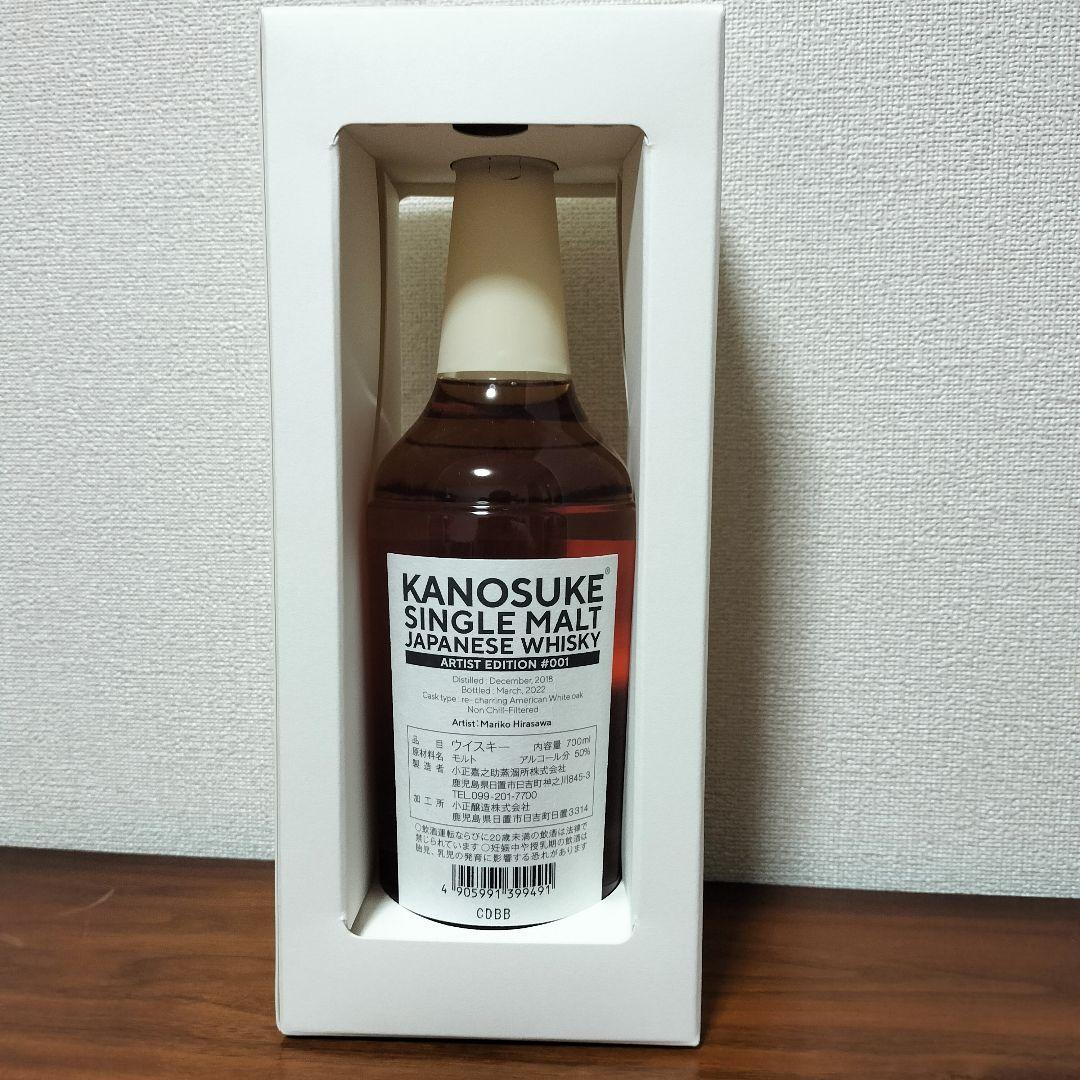 KANOSUKE®
SINGLE MALT
JAPANESE WHISKY
ARTIST EDITION #001
Distilled : December, 2018
Bottled : March, 2022
Cask type : re-charring American White oak
Non Chill-Filtered
Artist : Mariko Hirasawa
品目 ウイスキー 内容量 700ml
原材料名 モルト アルコール分 50%
製造者 小正嘉之助蒸溜所株式会社
鹿児島県日置市日吉町神之川845-3
TEL.099-201-7700
加工所 小正醸造株式会社
鹿児島県日置市日吉町日置3314
○飲酒運転ならびに20歳未満の飲酒は法律で
禁じられています ○妊娠中や授乳期の飲酒は
胎児、乳児の発育に影響する恐れがあります
4 905991 399491
CDBB